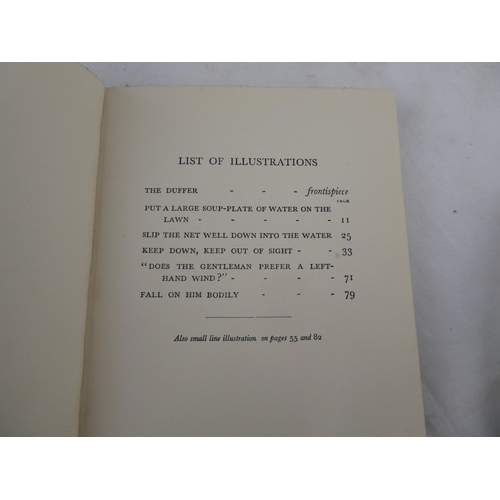 LIST OF ILLUSTRATIONS
THE DUFFER - - - frontispiece
PAGE
PUT A LARGE SOUP-PLATE OF WATER ON THE
LAWN - - - - - - 11
SLIP THE NET WELL DOWN INTO THE WATER 25
KEEP DOWN, KEEP OUT OF SIGHT - - 33
"DOES THE GENTLEMAN PREFER A LEFT-
HAND WIND?" - - - - 71
FALL ON HIM BODILY - - - 79
Also small line illustration on pages 55 and 82